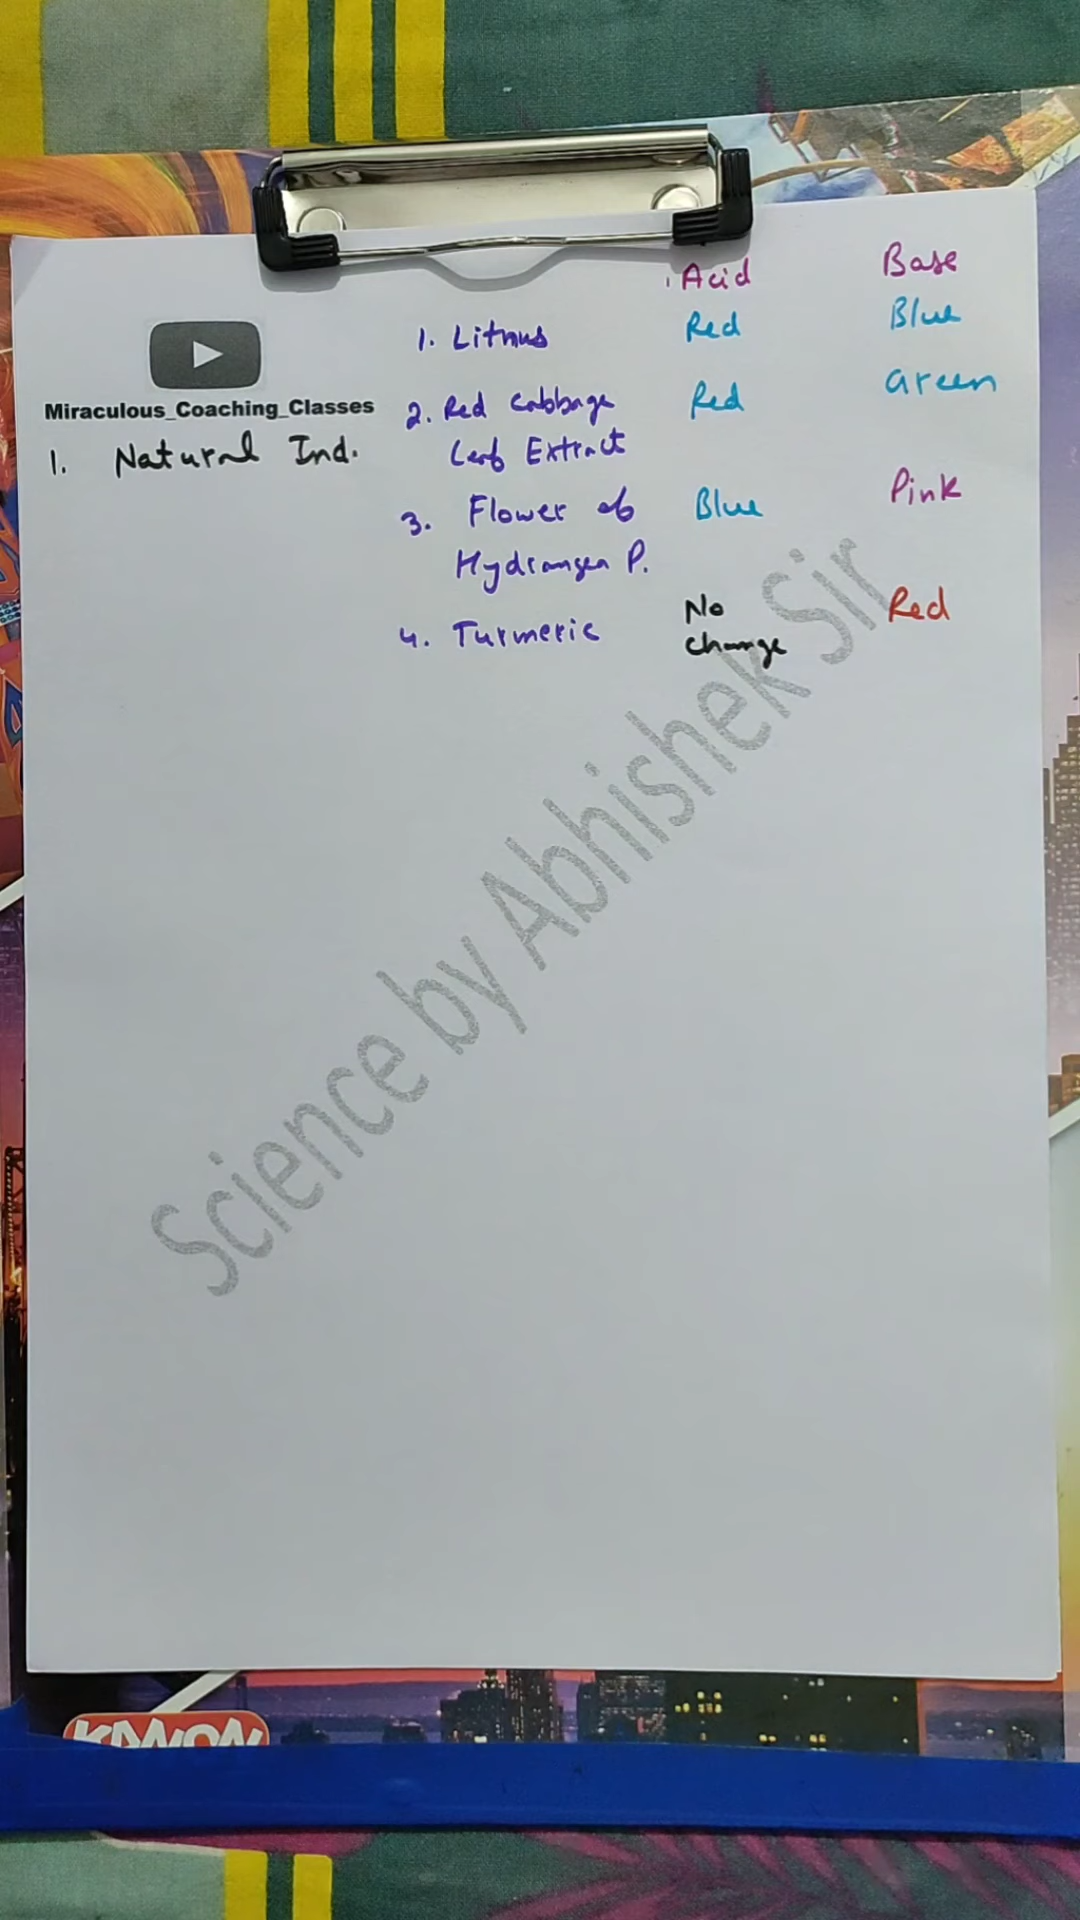 Acid Base
1. Litmus Red Blue
Miraculous_Coaching_Classes
2. Red Cabbage Red Green
Leaf Extract
1. Natural Ind.
3. Flower of Blue Pink
Hydrangea P.
4. Turmeric No Red
change
Science by Abhishek Sir
KAWON